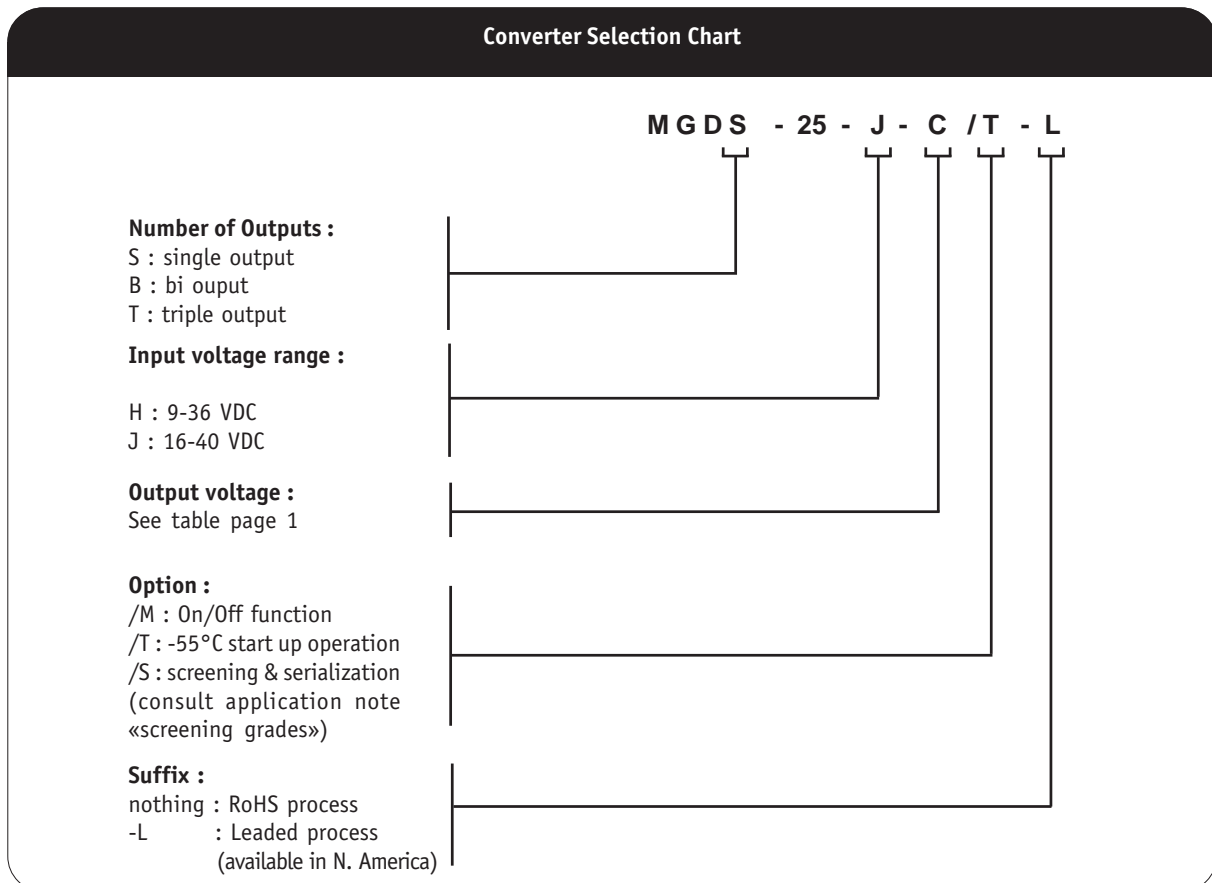 Converter Selection Chart
MGDS - 25 - J - C /T - L
Number of Outputs :
S : single output
B : bi ouput
T : triple output
Input voltage range :
H : 9-36 VDC
J : 16-40 VDC
Output voltage :
See table page 1
Option :
/M : On/Off function
/T : -55°C start up operation
/S : screening & serialization
(consult application note
«screening grades»)
Suffix :
nothing : RoHS process
-L : Leaded process
(available in N. America)